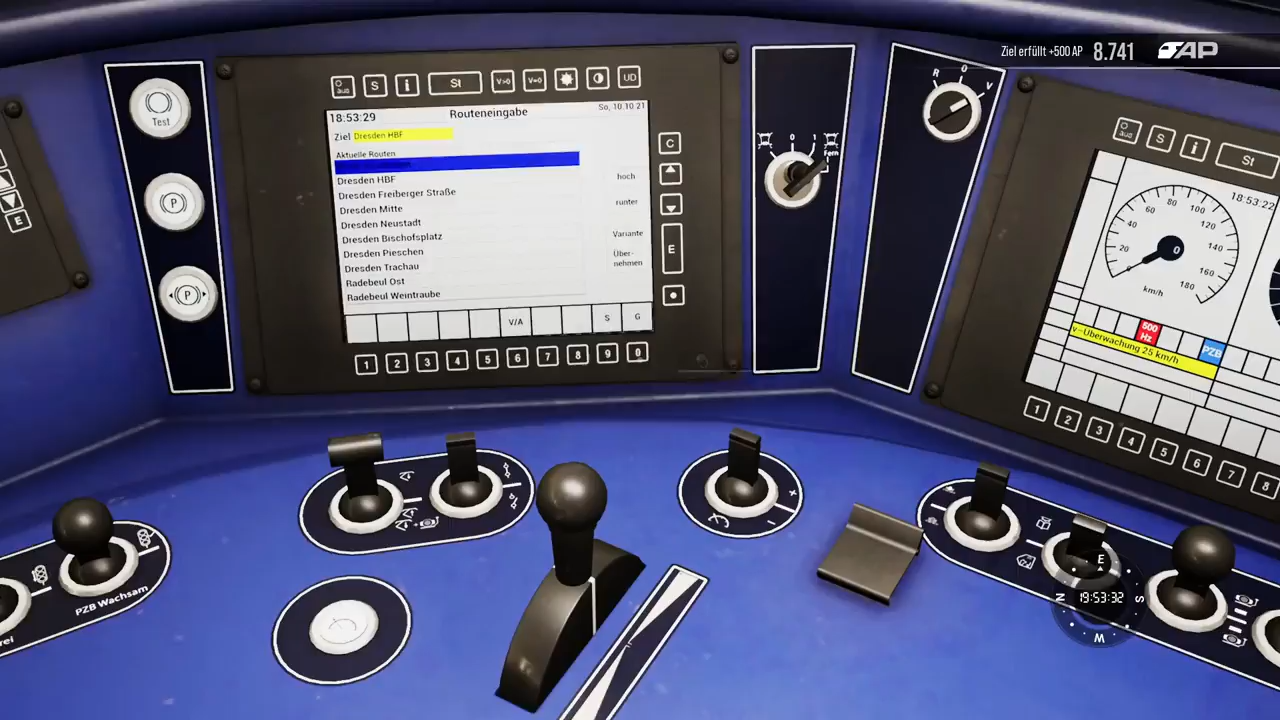 Ziel erfüllt +500 AP 8.741 AP
Test
P
P
E
aus S i St V>0 V=0 UD
18:53:29 Routeneingabe So, 10.10.21
Ziel Dresden HBF
Aktuelle Routen
Dresden HBF
Dresden Freiberger Straße
Dresden Mitte
Dresden Neustadt
Dresden Bischofsplatz
Dresden Pieschen
Dresden Trachau
Radebeul Ost
Radebeul Weintraube
hoch
runter
Variante
Über-
nehmen
V/A S G
C
E
1 2 3 4 5 6 7 8 9 0
0 1
Fern
R 0 V
aus S i St
18:53:22
20 40 60 80 100 120 140 160 180
0
km/h
500
Hz
PZB
v-Überwachung 25 km/h
1 2 3 4 5 6 7 8
rei
PZB Wachsam
+
-
E
N 19:53:32 S
W